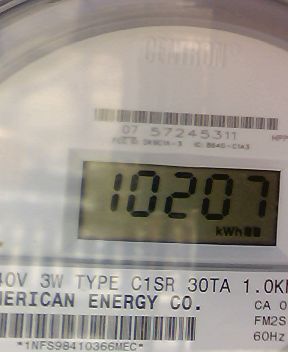 CENTRON®
07 57245311
10207
kWh
40V 3W TYPE C1SR 30TA 1.0K
MERICAN ENERGY CO.
CA 0
FM2S
60Hz
*1NFS98410366MEC*